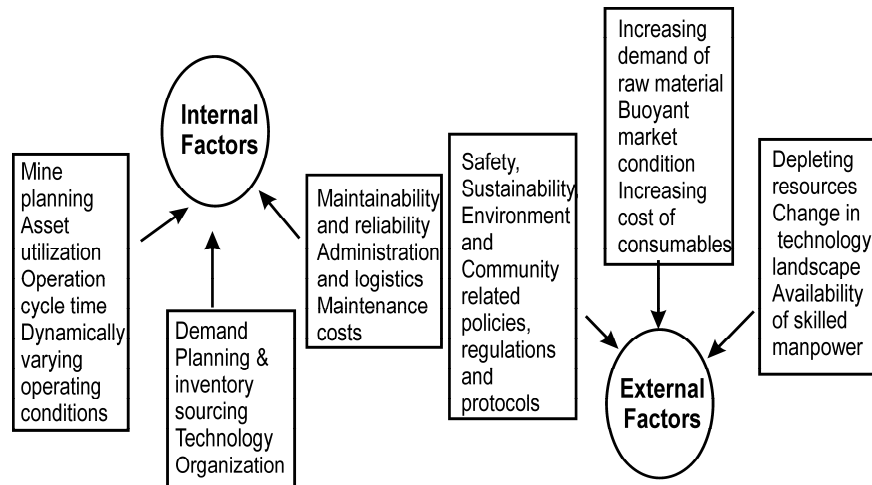 Internal
Factors
Mine
planning
Asset
utilization
Operation
cycle time
Dynamically
varying
operating
conditions
Demand
Planning &
inventory
sourcing
Technology
Organization
Maintainability
and reliability
Administration
and logistics
Maintenance
costs
Safety,
Sustainability,
Environment
and
Community
related
policies,
regulations
and
protocols
Increasing
demand of
raw material
Buoyant
market
condition
Increasing
cost of
consumables
Depleting
resources
Change in
technology
landscape
Availability
of skilled
manpower
External
Factors